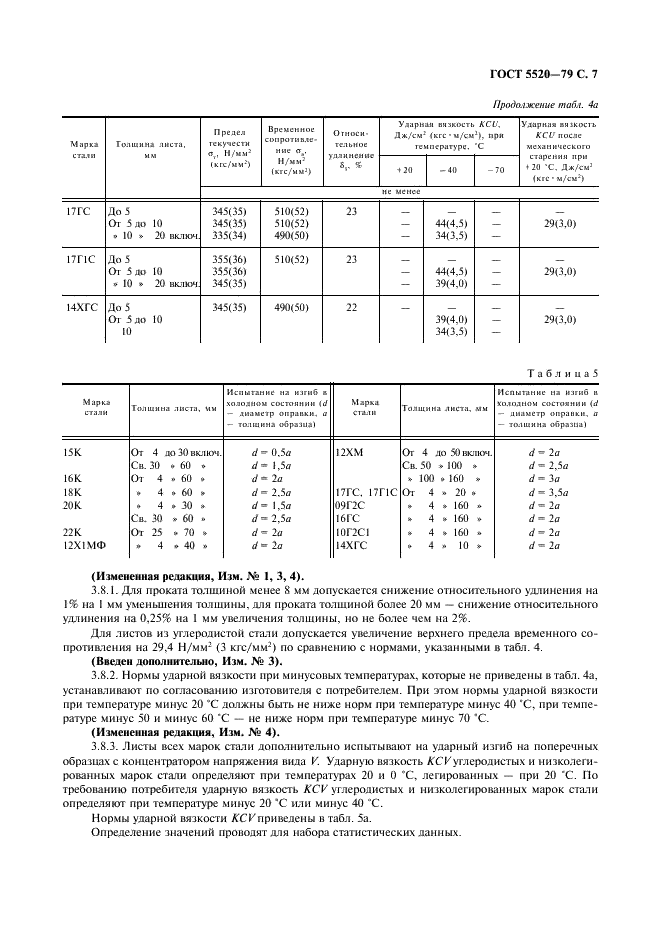 ГОСТ 5520—79 С. 7
Продолжение табл. 4а
Марка стали
Толщина листа, мм
Предел текучести σт, Н/мм² (кгс/мм²)
Временное сопротивление σв, Н/мм² (кгс/мм²)
Относительное удлинение δ5, %
Ударная вязкость KCU, Дж/см² (кгс·м/см²), при температуре, °С
+20 −40 −70
Ударная вязкость KCU после механического старения при +20 °С, Дж/см² (кгс·м/см²)
не менее
17ГС До 5 345(35) 510(52) 23 — — — —
От 5 до 10 345(35) 510(52) — 44(4,5) — 29(3,0)
» 10 » 20 включ. 335(34) 490(50) — 34(3,5) —
17Г1С До 5 355(36) 510(52) 23 — — — —
От 5 до 10 355(36) — 44(4,5) — 29(3,0)
» 10 » 20 включ. 345(35) — 39(4,0) —
14ХГС До 5 345(35) 490(50) 22 — — — —
От 5 до 10 39(4,0) — 29(3,0)
10 34(3,5) —
Таблица 5
Марка стали
Толщина листа, мм
Испытание на изгиб в холодном состоянии (d — диаметр оправки, а — толщина образца)
Марка стали
Толщина листа, мм
Испытание на изгиб в холодном состоянии (d — диаметр оправки, а — толщина образца)
15К От 4 до 30 включ. d = 0,5a 12ХМ От 4 до 50 включ. d = 2a
Св. 30 » 60 » d = 1,5a Св. 50 » 100 » d = 2,5a
16К От 4 » 60 » d = 2a » 100 » 160 » d = 3a
18К » 4 » 60 » d = 2,5a 17ГС, 17Г1С От 4 » 20 » d = 3,5a
20К » 4 » 30 » d = 1,5a 09Г2С » 4 » 160 » d = 2a
Св. 30 » 60 » d = 2,5a 16ГС » 4 » 160 » d = 2a
22К От 25 » 70 » d = 2a 10Г2С1 » 4 » 160 » d = 2a
12Х1МФ » 4 » 40 » d = 2a 14ХГС » 4 » 10 » d = 2a
(Измененная редакция, Изм. № 1, 3, 4).
3.8.1. Для проката толщиной менее 8 мм допускается снижение относительного удлинения на
1% на 1 мм уменьшения толщины, для проката толщиной более 20 мм — снижение относительного
удлинения на 0,25% на 1 мм увеличения толщины, но не более чем на 2%.
Для листов из углеродистой стали допускается увеличение верхнего предела временного со-
противления на 29,4 Н/мм² (3 кгс/мм²) по сравнению с нормами, указанными в табл. 4.
(Введен дополнительно, Изм. № 3).
3.8.2. Нормы ударной вязкости при минусовых температурах, которые не приведены в табл. 4а,
устанавливают по согласованию изготовителя с потребителем. При этом нормы ударной вязкости
при температуре минус 20 °С должны быть не ниже норм при температуре минус 40 °С, при темпе-
ратуре минус 50 и минус 60 °С — не ниже норм при температуре минус 70 °С.
(Измененная редакция, Изм. № 4).
3.8.3. Листы всех марок стали дополнительно испытывают на ударный изгиб на поперечных
образцах с концентратором напряжения вида V. Ударную вязкость KCV углеродистых и низколеги-
рованных марок стали определяют при температурах 20 и 0 °С, легированных — при 20 °С. По
требованию потребителя ударную вязкость KCV углеродистых и низколегированных марок стали
определяют при температуре минус 20 °С или минус 40 °С.
Нормы ударной вязкости KCV приведены в табл. 5а.
Определение значений проводят для набора статистических данных.